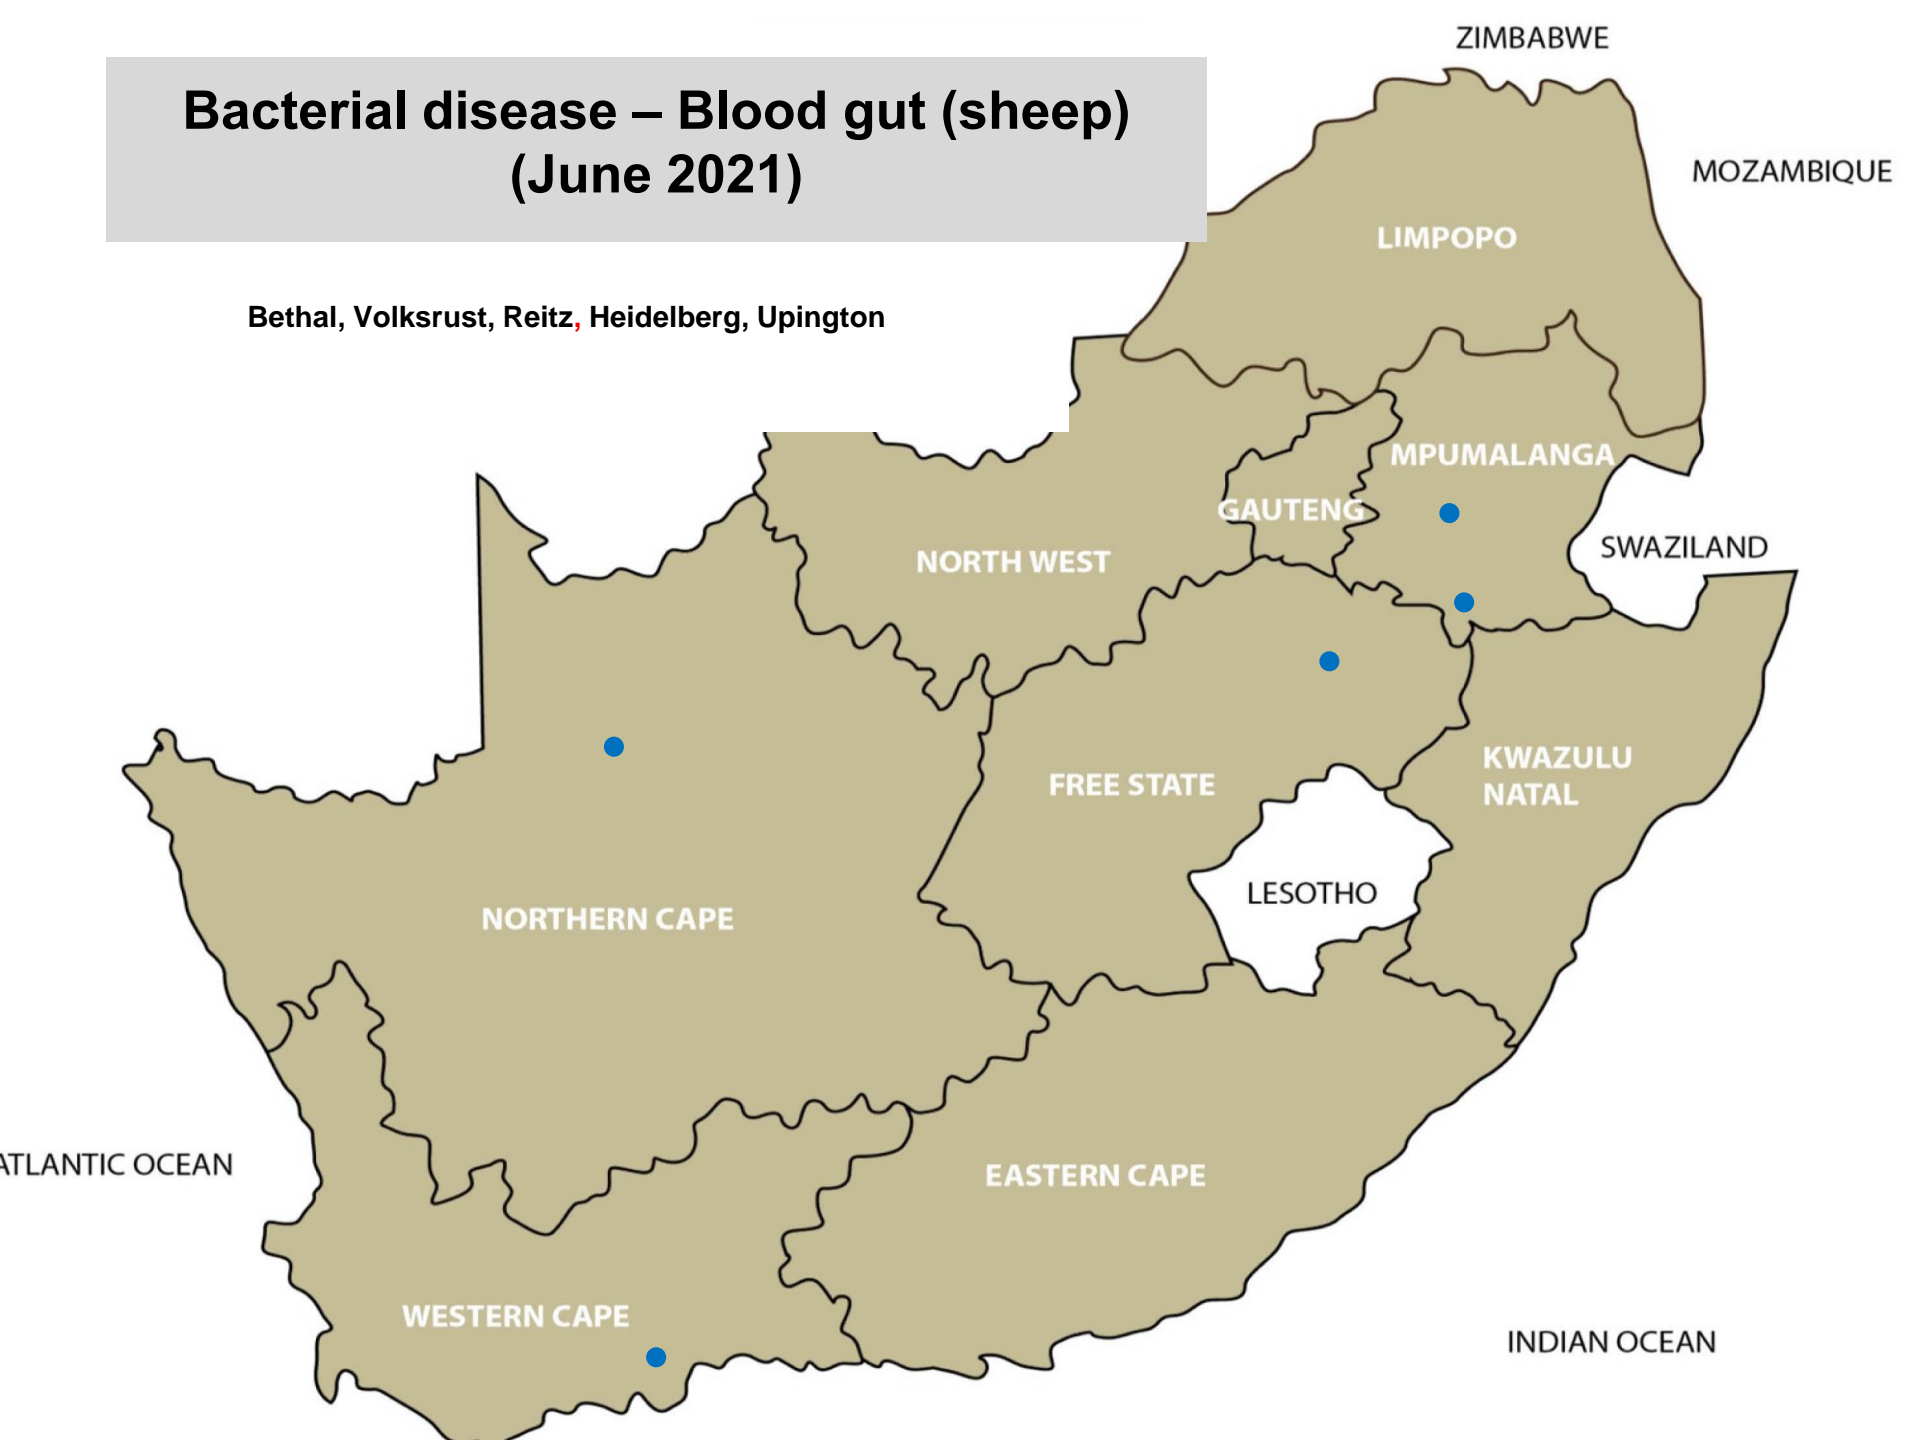 ZIMBABWE
Bacterial disease – Blood gut (sheep)
(June 2021)
MOZAMBIQUE
LIMPOPO
Bethal, Volksrust, Reitz, Heidelberg, Upington
MPUMALANGA
GAUTENG
SWAZILAND
NORTH WEST
KWAZULU
NATAL
FREE STATE
LESOTHO
NORTHERN CAPE
ATLANTIC OCEAN
EASTERN CAPE
WESTERN CAPE
INDIAN OCEAN